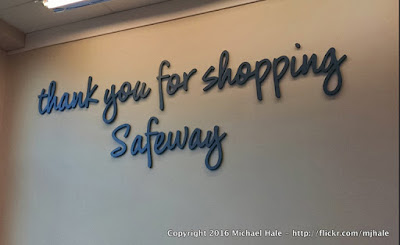 thank you for shopping
Safeway
Copyright 2016 Michael Hale - http://flickr.com/mjhale